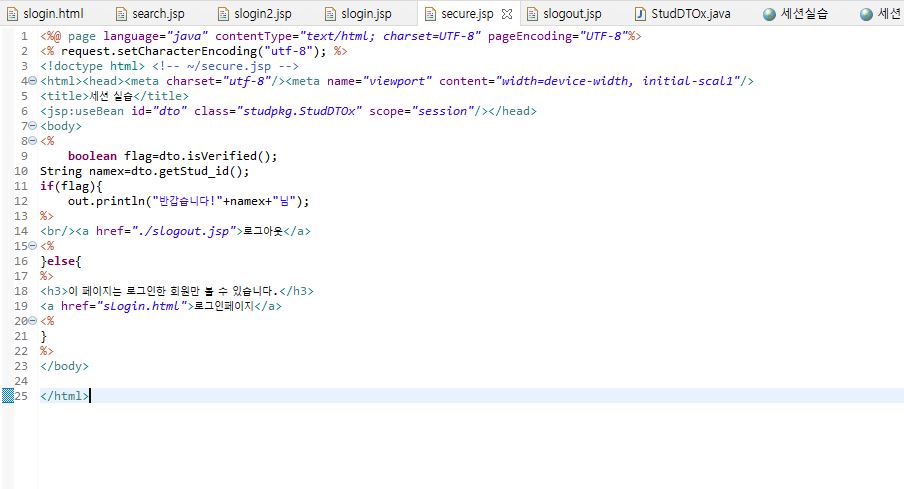 slogin.html search.jsp slogin2.jsp slogin.jsp secure.jsp slogout.jsp StudDTOx.java 세션실습 세션
1 <%@ page language="java" contentType="text/html; charset=UTF-8" pageEncoding="UTF-8"%>
2 <% request.setCharacterEncoding("utf-8"); %>
3 <!doctype html> <!-- ~/secure.jsp -->
4 <html><head><meta charset="utf-8"/><meta name="viewport" content="width=device-width, initial-scal1"/>
5 <title>세션 실습</title>
6 <jsp:useBean id="dto" class="studpkg.StudDTOx" scope="session"/></head>
7 <body>
8 <%
9 boolean flag=dto.isVerified();
10 String namex=dto.getStud_id();
11 if(flag){
12 out.println("반갑습니다!"+namex+"님");
13 %>
14 <br/><a href="./slogout.jsp">로그아웃</a>
15 <%
16 }else{
17 %>
18 <h3>이 페이지는 로그인한 회원만 볼 수 있습니다.</h3>
19 <a href="sLogin.html">로그인페이지</a>
20 <%
21 }
22 %>
23 </body>
24
25 </html>